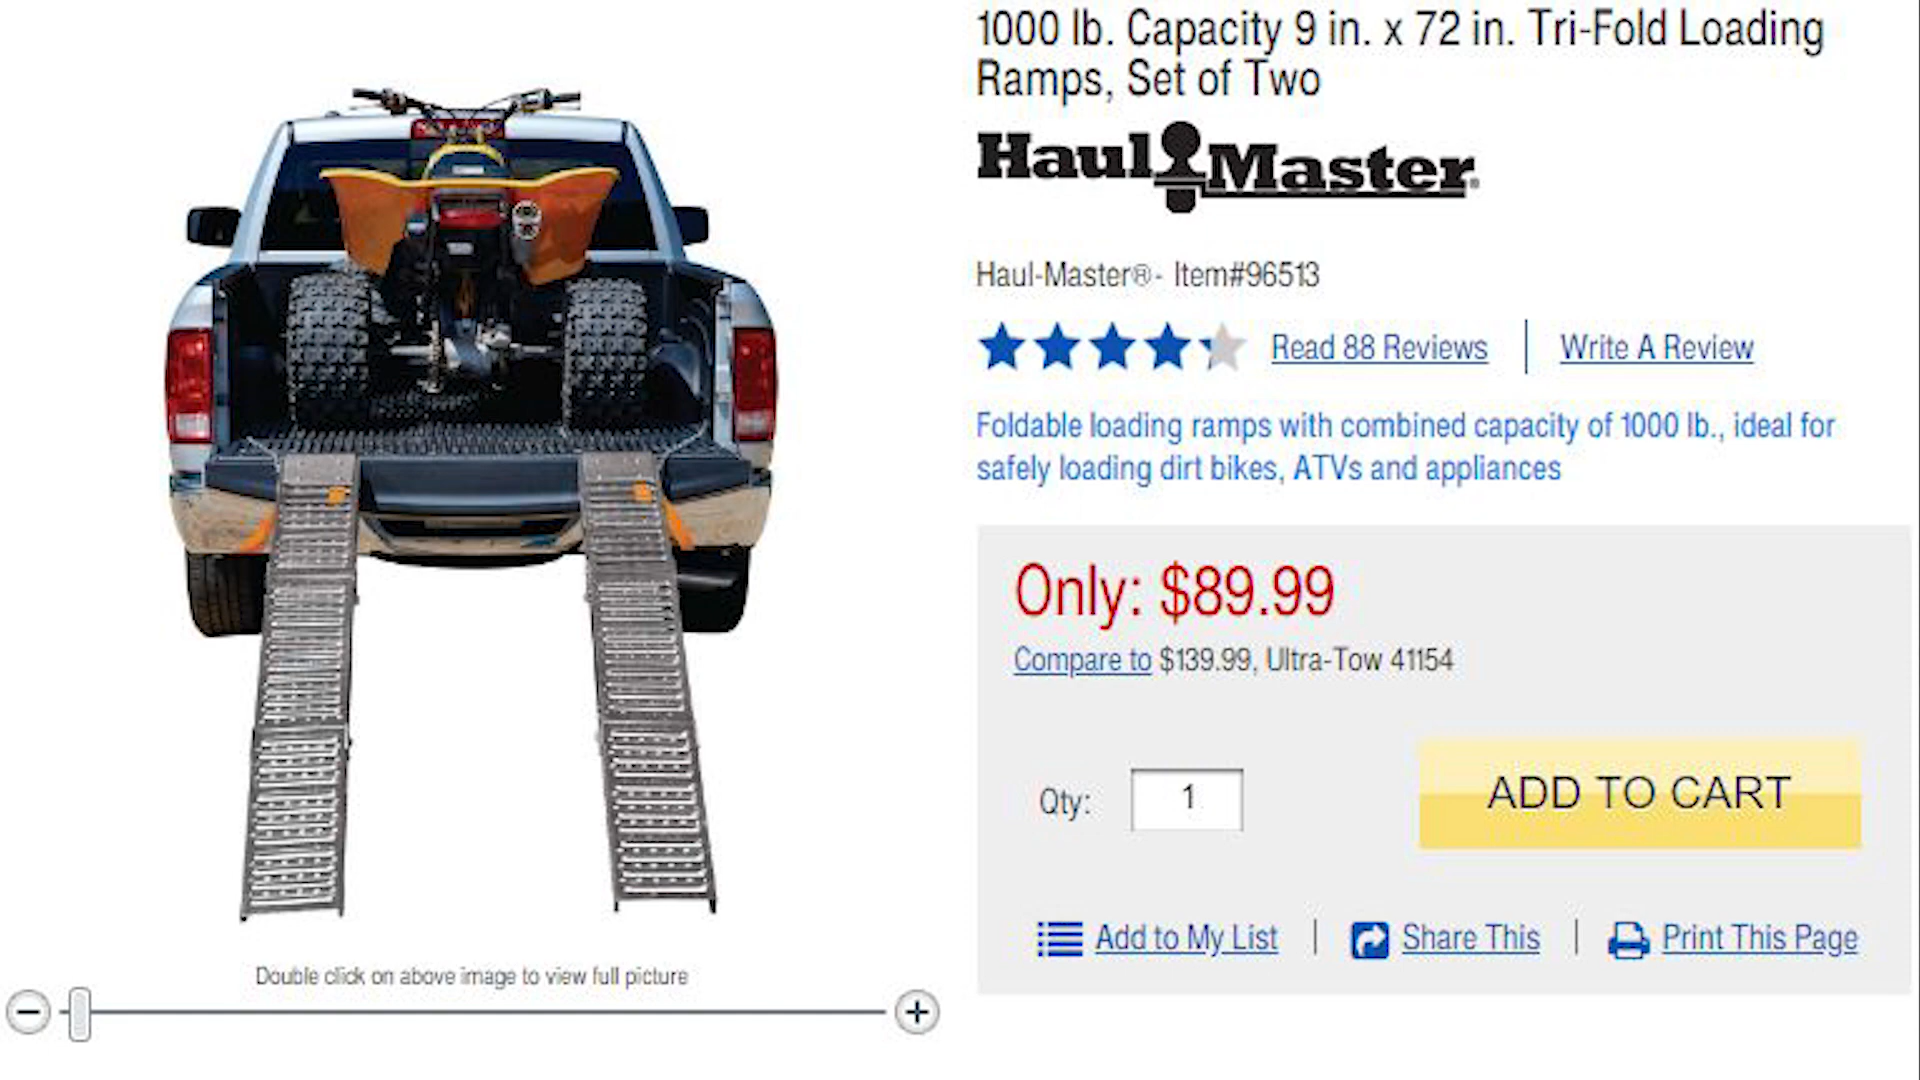 1000 lb. Capacity 9 in. x 72 in. Tri-Fold Loading
Ramps, Set of Two
Haul Master®
Haul-Master®- Item#96513
Read 88 Reviews | Write A Review
Foldable loading ramps with combined capacity of 1000 lb., ideal for
safely loading dirt bikes, ATVs and appliances
Only: $89.99
Compare to $139.99, Ultra-Tow 41154
Qty: 1 ADD TO CART
Add to My List | Share This | Print This Page
Double click on above image to view full picture